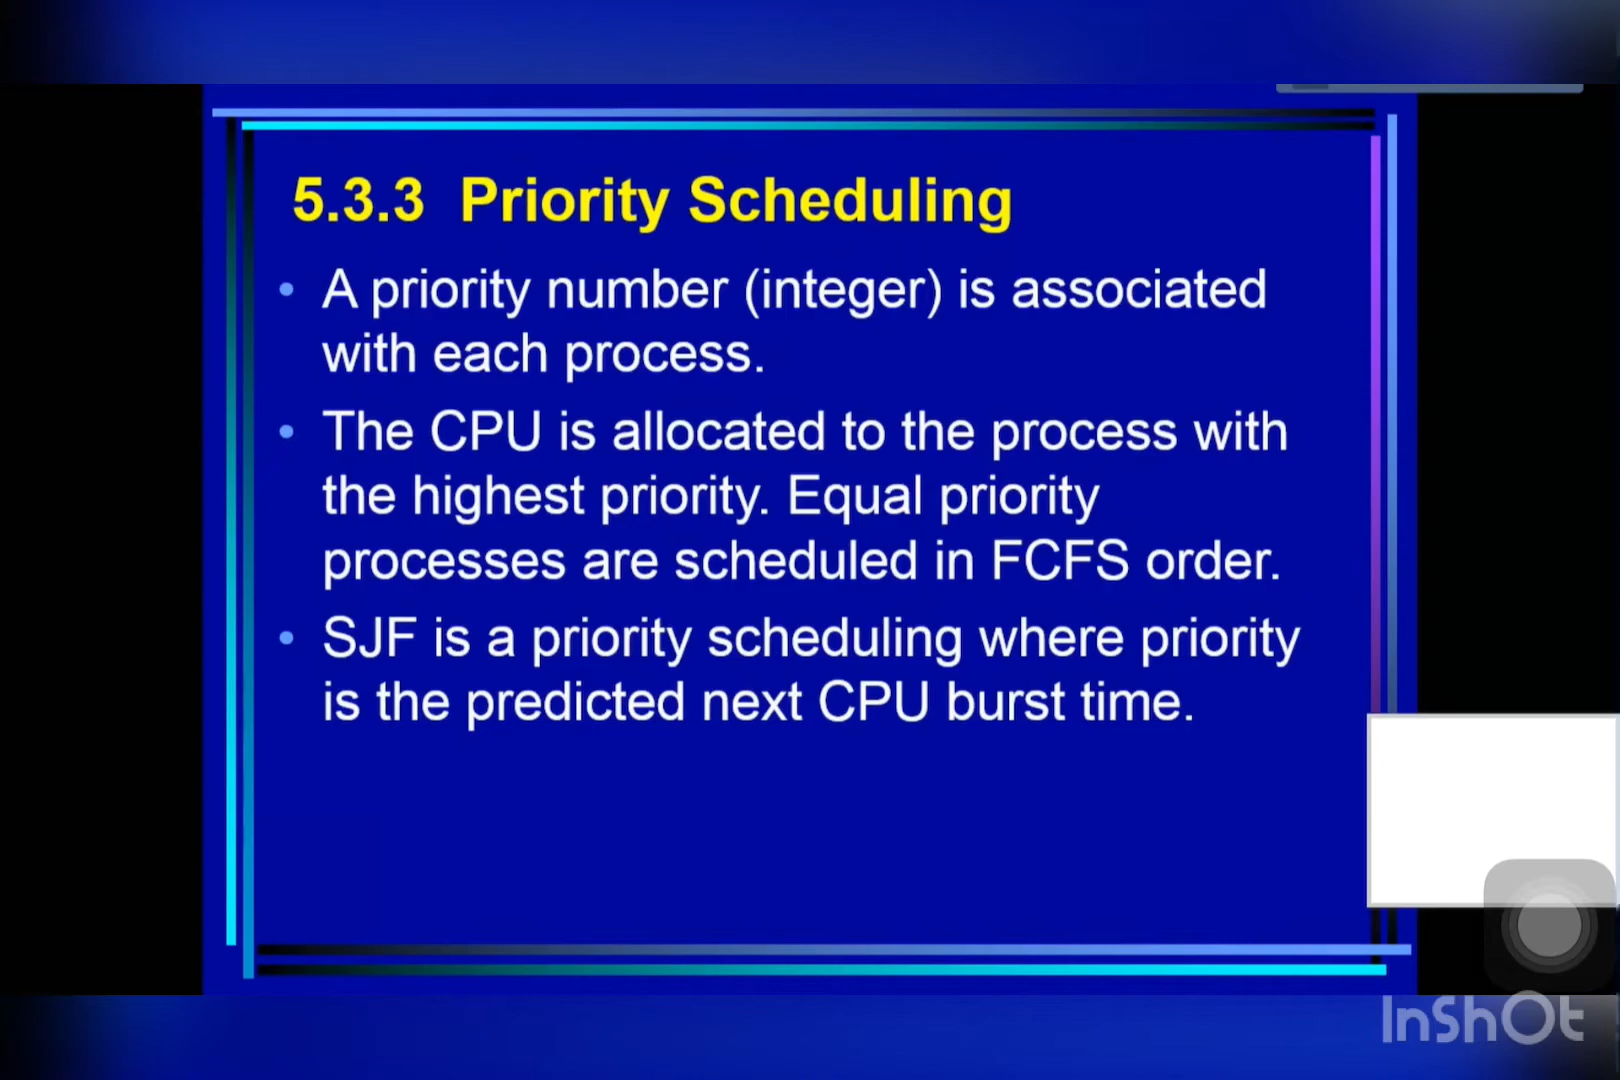 5.3.3 Priority Scheduling
• A priority number (integer) is associated
with each process.
• The CPU is allocated to the process with
the highest priority. Equal priority
processes are scheduled in FCFS order.
• SJF is a priority scheduling where priority
is the predicted next CPU burst time.
InShOt